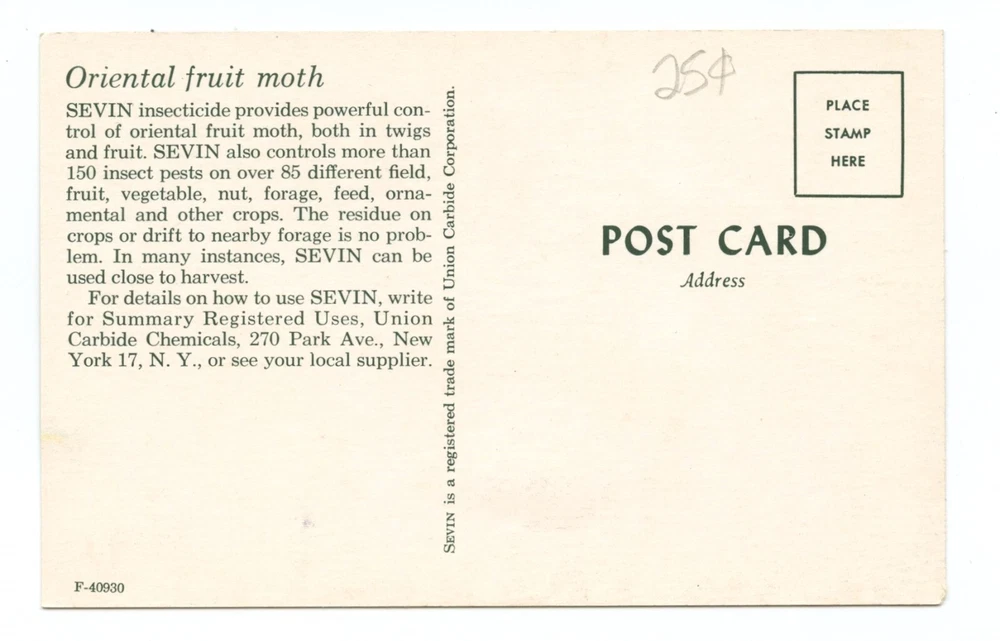 Oriental fruit moth
SEVIN insecticide provides powerful con-
trol of oriental fruit moth, both in twigs
and fruit. SEVIN also controls more than
150 insect pests on over 85 different field,
fruit, vegetable, nut, forage, feed, orna-
mental and other crops. The residue on
crops or drift to nearby forage is no prob-
lem. In many instances, SEVIN can be
used close to harvest.
For details on how to use SEVIN, write
for Summary Registered Uses, Union
Carbide Chemicals, 270 Park Ave., New
York 17, N. Y., or see your local supplier.
F-40930
SEVIN is a registered trade mark of Union Carbide Corporation.
25¢
PLACE
STAMP
HERE
POST CARD
Address